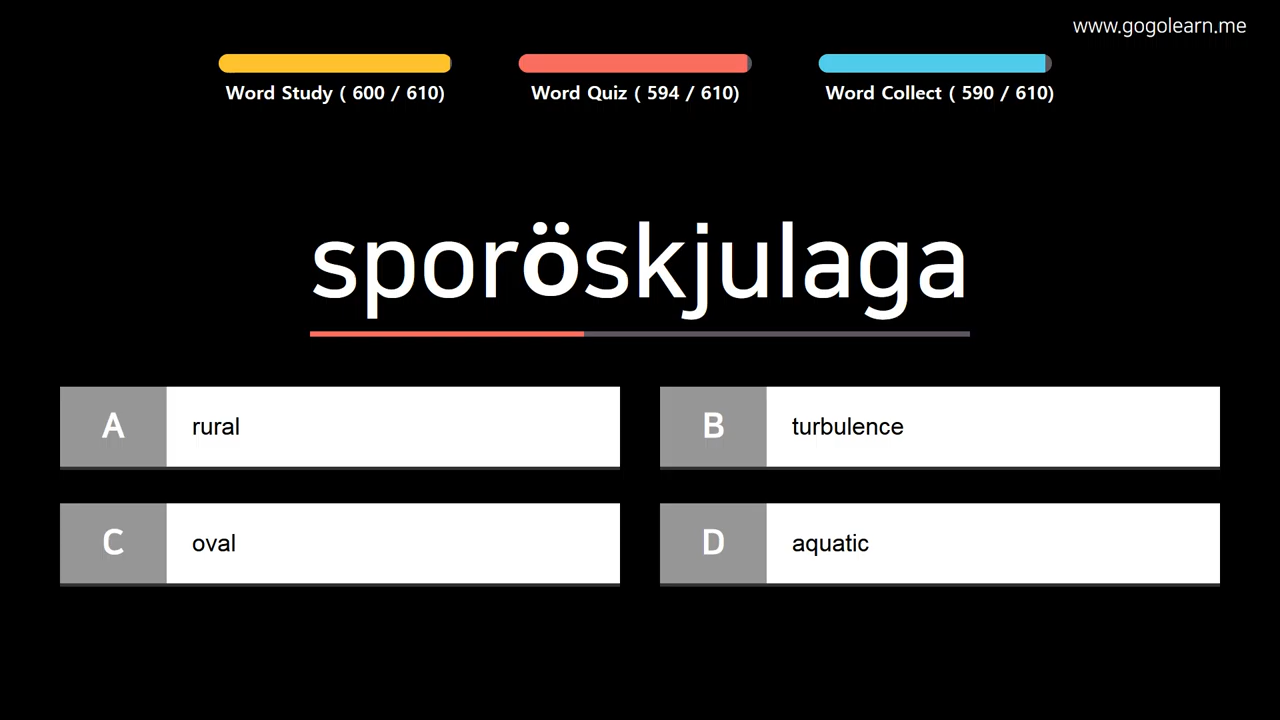 www.gogolearn.me
Word Study ( 600 / 610)
Word Quiz ( 594 / 610)
Word Collect ( 590 / 610)
sporöskjulaga
A rural
B turbulence
C oval
D aquatic